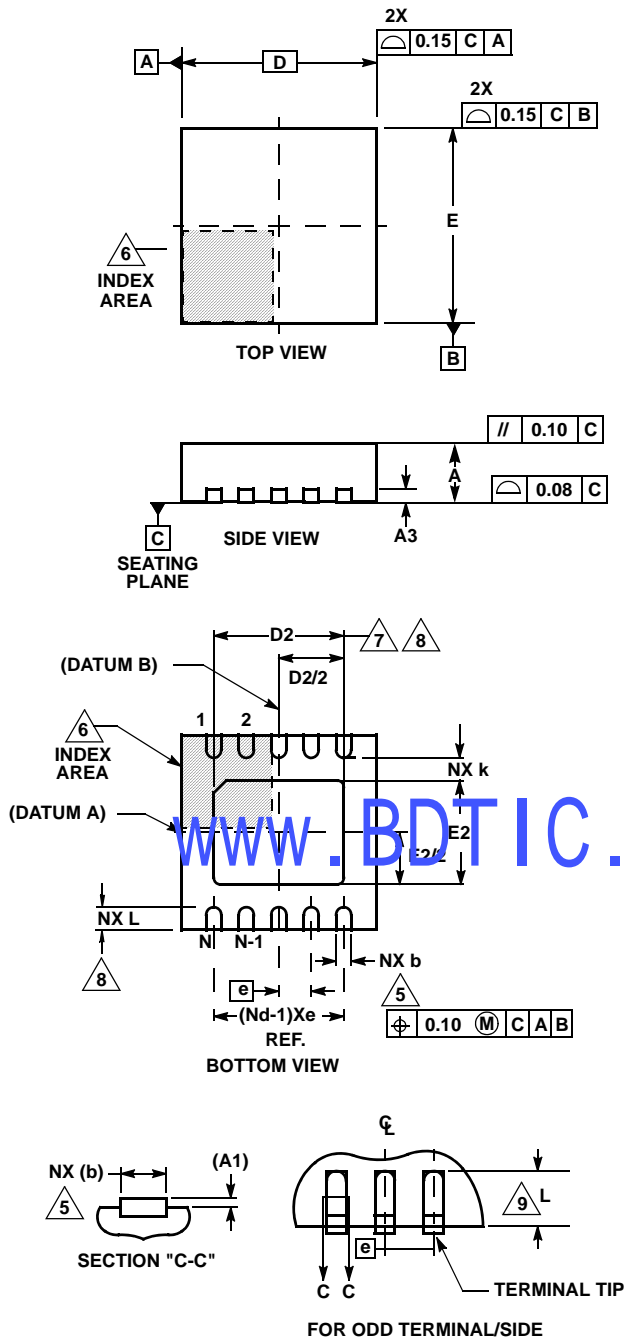 2X
0.15 C A
A
D
2X
0.15 C B
E
6
INDEX
AREA
TOP VIEW
B
// 0.10 C
A
0.08 C
A3
C
SEATING
PLANE
SIDE VIEW
D2
7 8
(DATUM B)
D2/2
6
INDEX
AREA
1 2
NX k
(DATUM A)
E2
E2/2
www.BDTIC.
NX L
8
N N-1
NX b
5
e
(Nd-1)Xe
REF.
0.10 M C A B
BOTTOM VIEW
NX (b)
(A1)
5
SECTION "C-C"
CL
9 L
e
C C
TERMINAL TIP
FOR ODD TERMINAL/SIDE